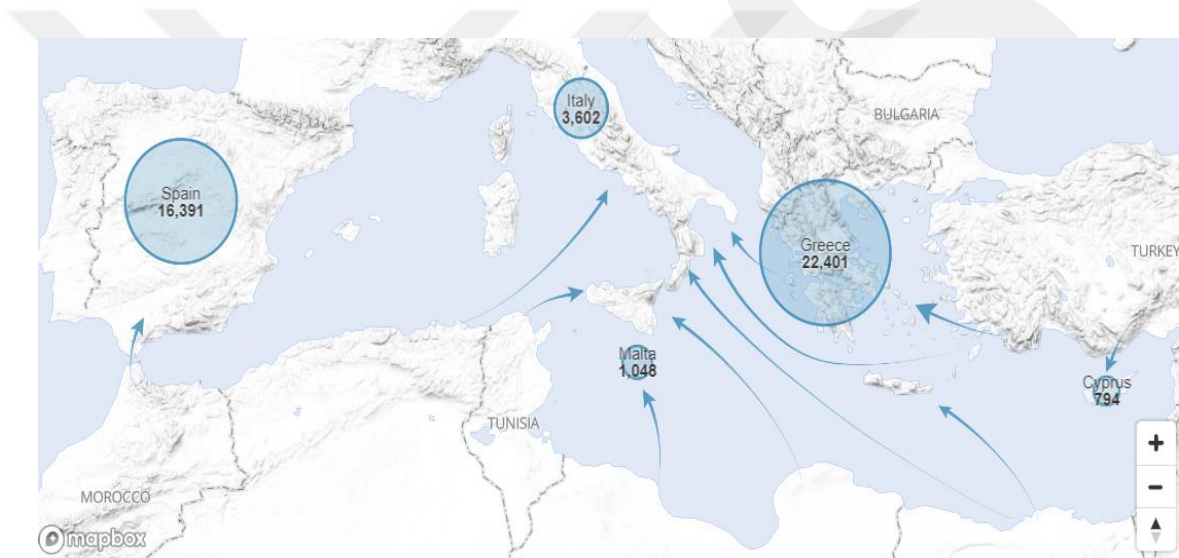 Italy
3,602
BULGARIA
Spain
16,391
Greece
22,401
TURKEY
Malta
1,048
Cyprus
794
TUNISIA
MOROCCO
mapbox
+
−